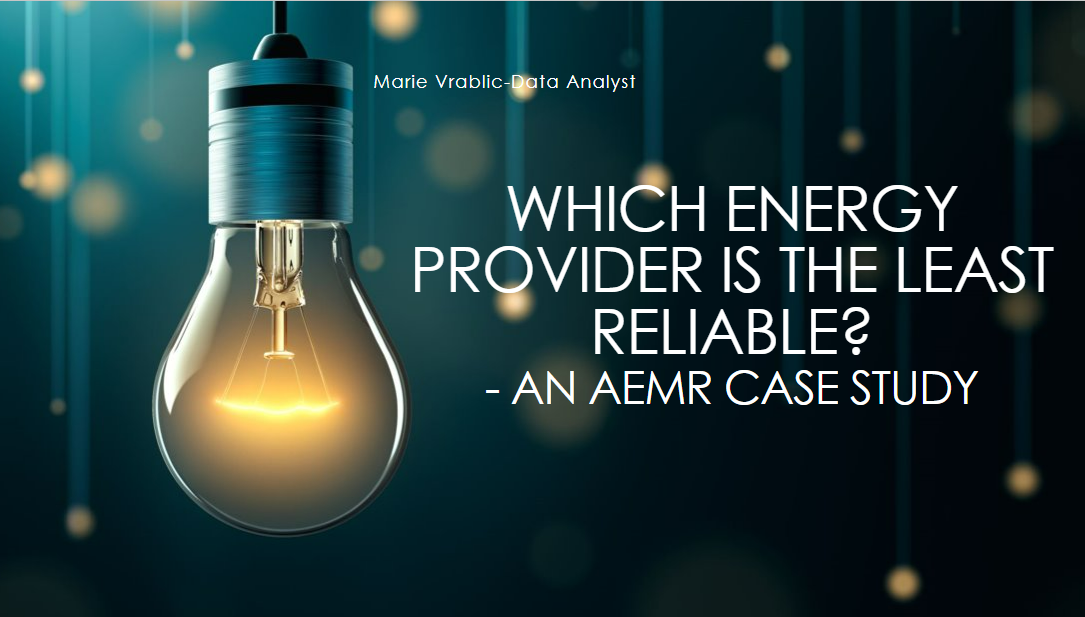 Marie Vrablic-Data Analyst
WHICH ENERGY
PROVIDER IS THE LEAST
RELIABLE?
- AN AEMR CASE STUDY